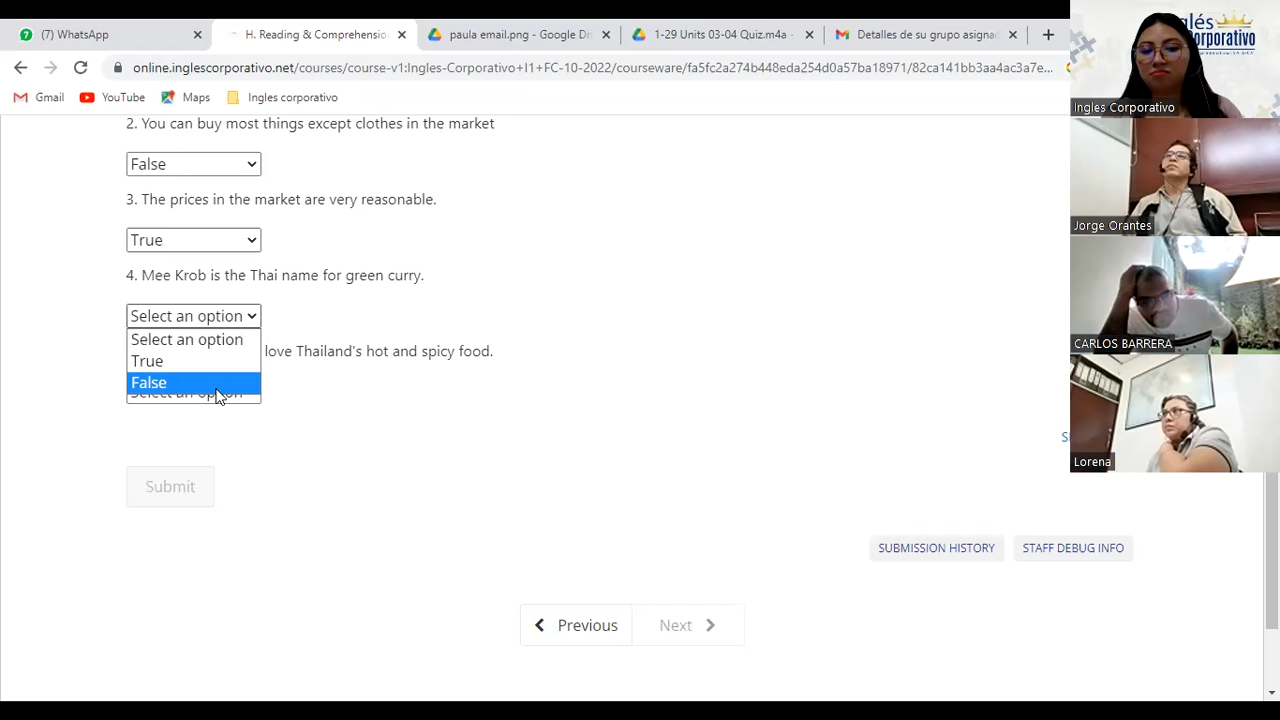 (7) WhatsApp
H. Reading & Comprehensio
paula email.png - Google Dri
1-29 Units 03-04 Quiz.m4a -
Detalles de su grupo asignad
online.inglescorporativo.net/courses/course-v1:Ingles-Corporativo+I1+FC-10-2022/courseware/fa5fc2a274b448eda254d0a57ba18971/82ca141bb3aa4ac3a7e...
Gmail
YouTube
Maps
Ingles corporativo
2. You can buy most things except clothes in the market
False
3. The prices in the market are very reasonable.
True
4. Mee Krob is the Thai name for green curry.
Select an option
Select an option
True
False
love Thailand's hot and spicy food.
Select an option
Submit
SUBMISSION HISTORY
STAFF DEBUG INFO
Previous
Next
Inglés
Corporativo
Ingles Corporativo
Jorge Orantes
CARLOS BARRERA
Lorena